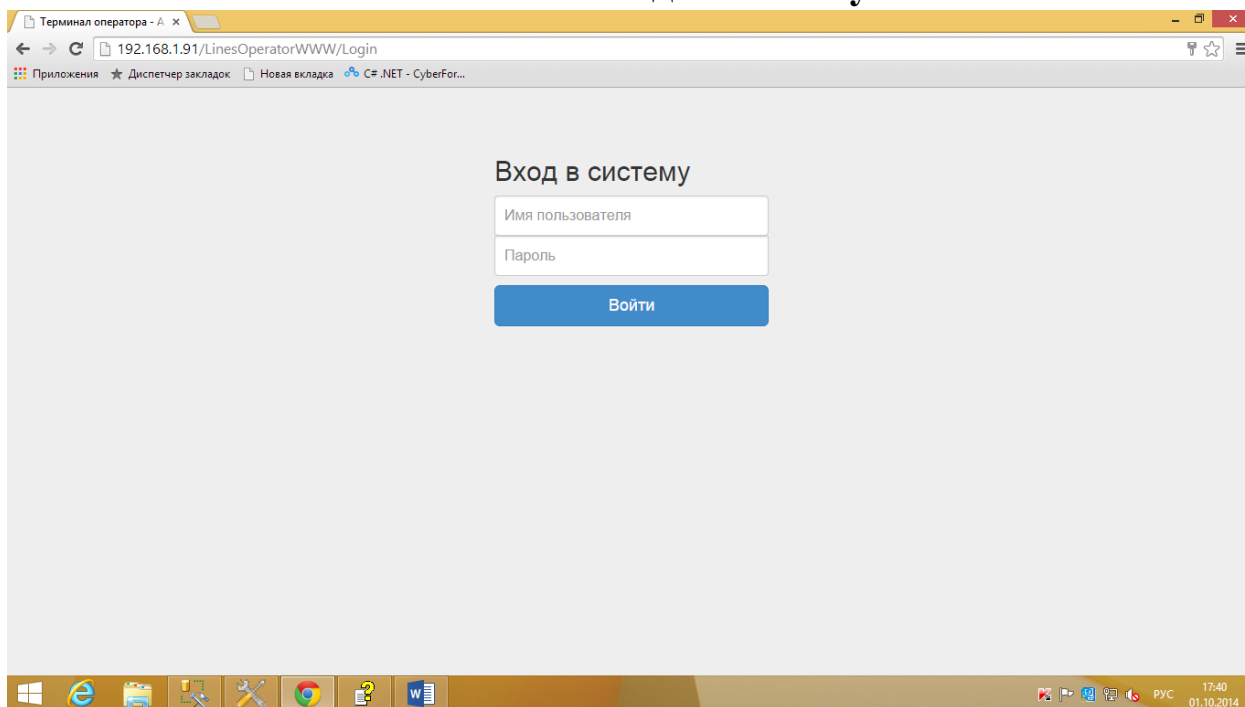 Терминал оператора - А
192.168.1.91/LinesOperatorWWW/Login
Приложения Диспетчер закладок Новая вкладка C# .NET - CyberFor...
Вход в систему
Имя пользователя
Пароль
Войти
РУС 17:40
01.10.2014